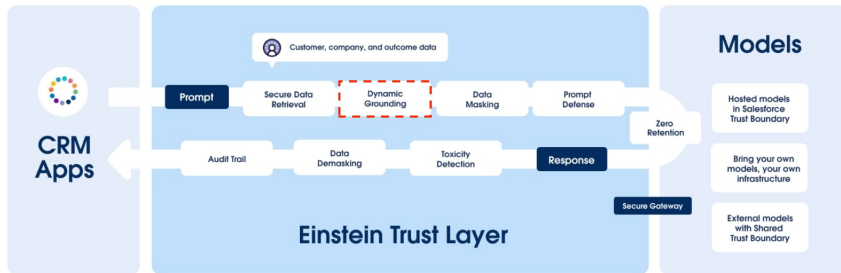 Customer, company, and outcome data
Models
Prompt
Secure Data
Retrieval
Dynamic
Grounding
Data
Masking
Prompt
Defense
Hosted models
in Salesforce
Trust Boundary
Zero
Retention
CRM
Apps
Audit Trail
Data
Demasking
Toxicity
Detection
Response
Bring your own
models, your own
infrastructure
Secure Gateway
Einstein Trust Layer
External models
with Shared
Trust Boundary